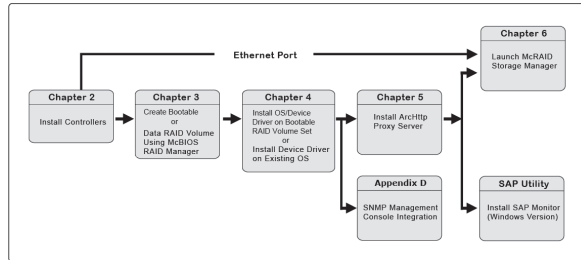 Chapter 6
Launch McRAID
Storage Manager
Ethernet Port
Chapter 2
Install Controllers
Chapter 3
Create Bootable
or
Data RAID Volume
Using McBIOS
RAID Manager
Chapter 4
Install OS/Device
Driver on Bootable
RAID Volume Set
or
Install Device Driver
on Existing OS
Chapter 5
Install ArcHttp
Proxy Server
Appendix D
SNMP Management
Console Integration
SAP Utility
Install SAP Monitor
(Windows Version)